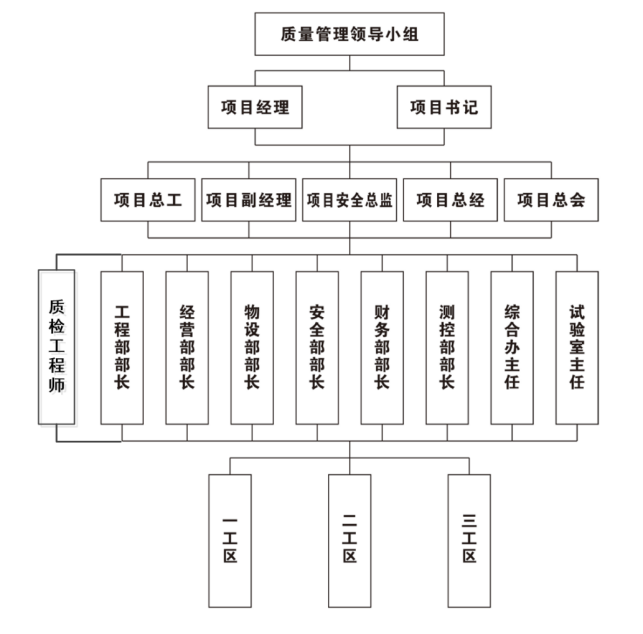 质量管理领导小组
项目经理
项目书记
项目总工
项目副经理
项目安全总监
项目总经
项目总会
质检工程师
工程部部长
经营部部长
物设部部长
安全部部长
财务部部长
测控部部长
综合办主任
试验室主任
一工区
二工区
三工区